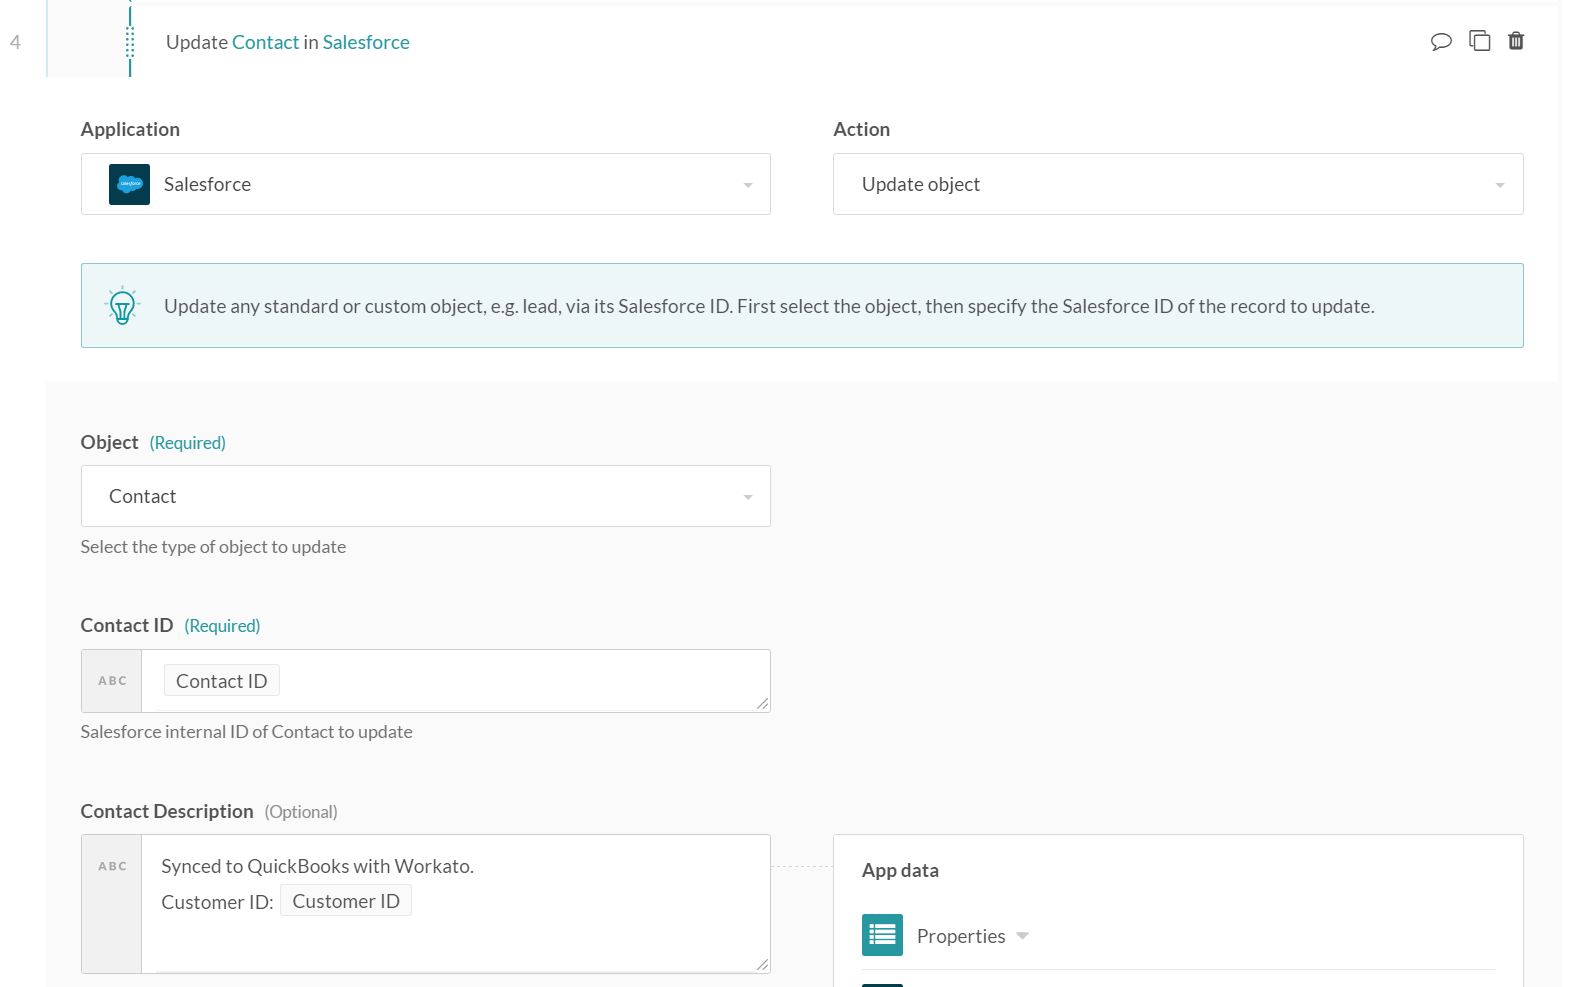 4
Update Contact in Salesforce
Application
Action
salesforce
Salesforce
Update object
Update any standard or custom object, e.g. lead, via its Salesforce ID. First select the object, then specify the Salesforce ID of the record to update.
Object (Required)
Contact
Select the type of object to update
Contact ID (Required)
ABC
Contact ID
Salesforce internal ID of Contact to update
Contact Description (Optional)
ABC
Synced to QuickBooks with Workato.
Customer ID: Customer ID
App data
Properties